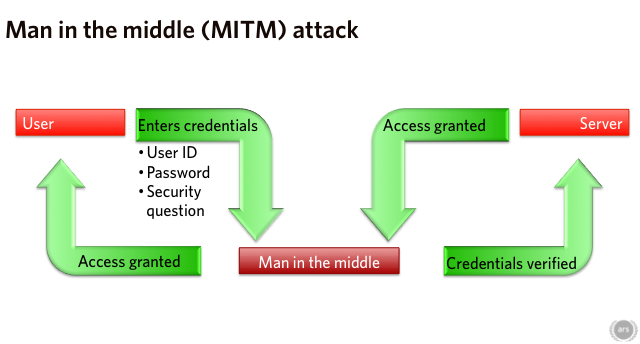 Man in the middle (MITM) attack
User
Enters credentials
• User ID
• Password
• Security
question
Access granted
Server
Access granted
Man in the middle
Credentials verified
ars